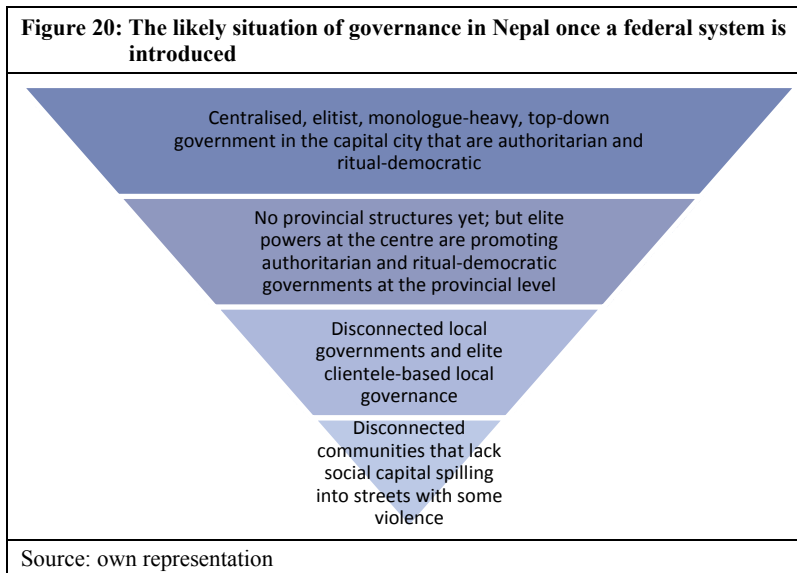 Figure 20: The likely situation of governance in Nepal once a federal system is
introduced
Centralised, elitist, monologue-heavy, top-down
government in the capital city that are authoritarian and
ritual-democratic
No provincial structures yet; but elite
powers at the centre are promoting
authoritarian and ritual-democratic
governments at the provincial level
Disconnected local
governments and elite
clientele-based local
governance
Disconnected
communities that lack
social capital spilling
into streets with some
violence
Source: own representation